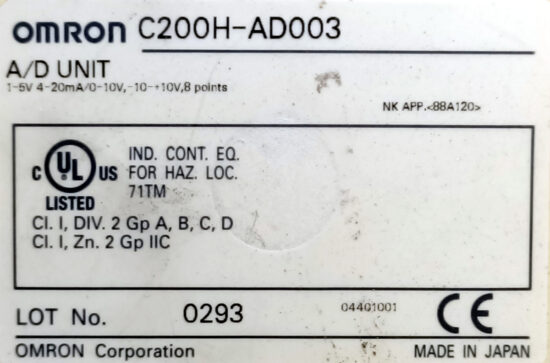 OMRON C200H-AD003
A/D UNIT
1-5V 4-20mA/0-10V,-10-+10V,8 points
NK APP.<88A120>
C UL US
LISTED
IND. CONT. EQ.
FOR HAZ. LOC.
71TM
Cl. I, DIV. 2 Gp A, B, C, D
Cl. I, Zn. 2 Gp IIC
LOT No. 0293 04401001 CE
OMRON Corporation MADE IN JAPAN